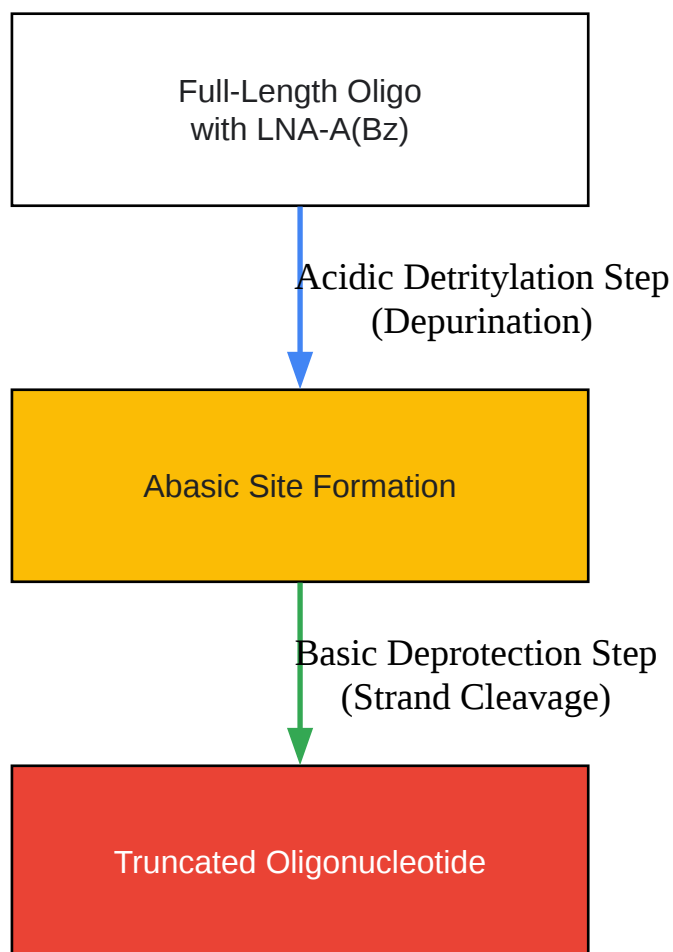 Full-Length Oligo
with LNA-A(Bz)
Acidic Detritylation Step
(Depurination)
Abasic Site Formation
Basic Deprotection Step
(Strand Cleavage)
Truncated Oligonucleotide